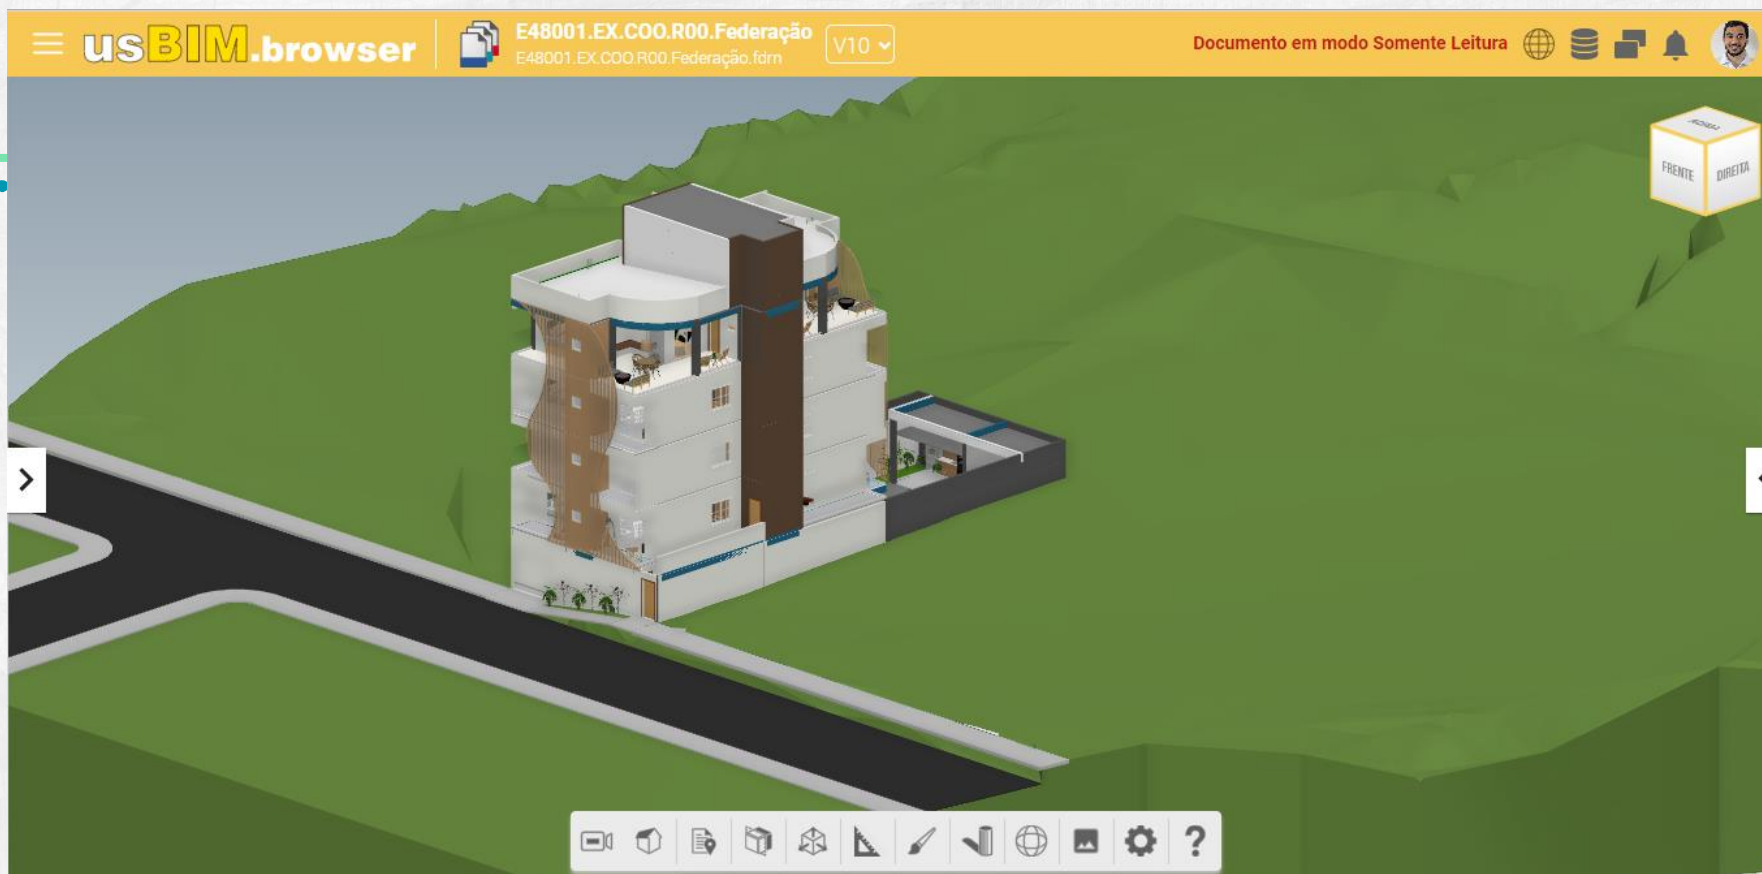 usBIM.browser
E48001.EX.COO.R00.Federação
E48001.EX.COO.R00.Federação.fdrn
V10
Documento em modo Somente Leitura
ACIMA
FRENTE
DIREITA
?